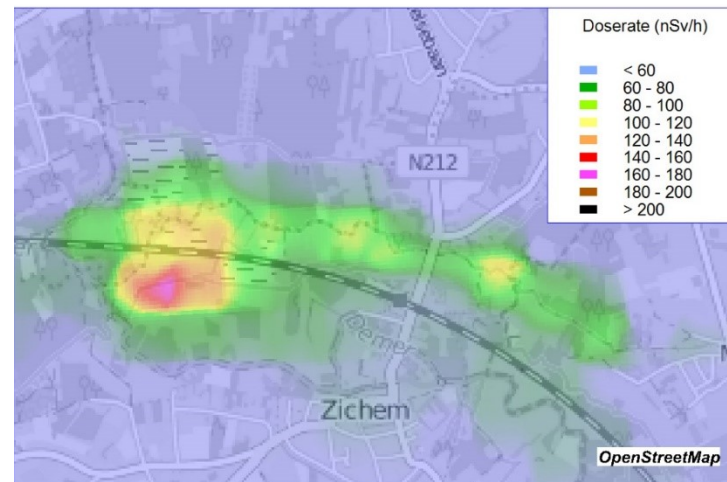 Doserate (nSv/h)
< 60
60 - 80
80 - 100
100 - 120
120 - 140
140 - 160
160 - 180
180 - 200
> 200
N212
Zichem
OpenStreetMap